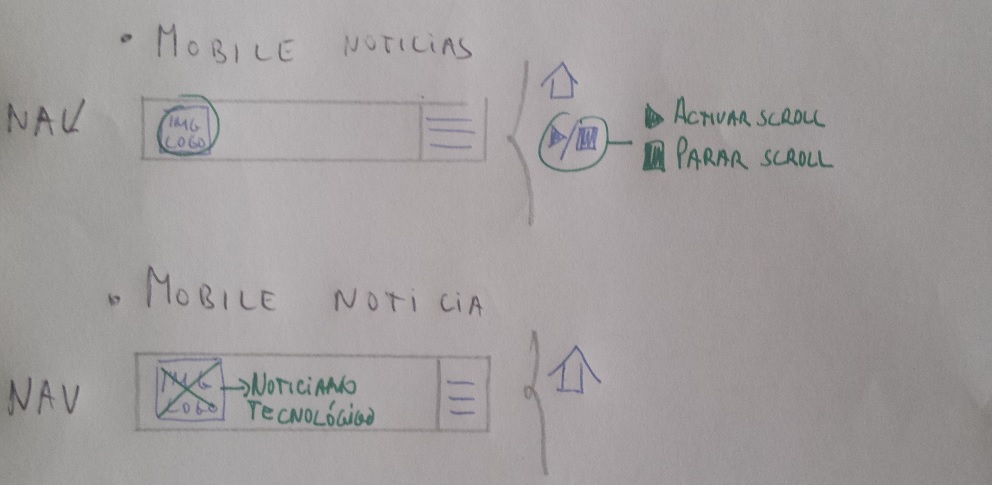 • MOBILE NOTICIAS
NAV
IMG
LOGO
ACTIVAR SCROLL
PARAR SCROLL
• MOBILE NOTICIA
NAV
IMG
LOGO
NOTICIARIO
TECNOLÓGICO